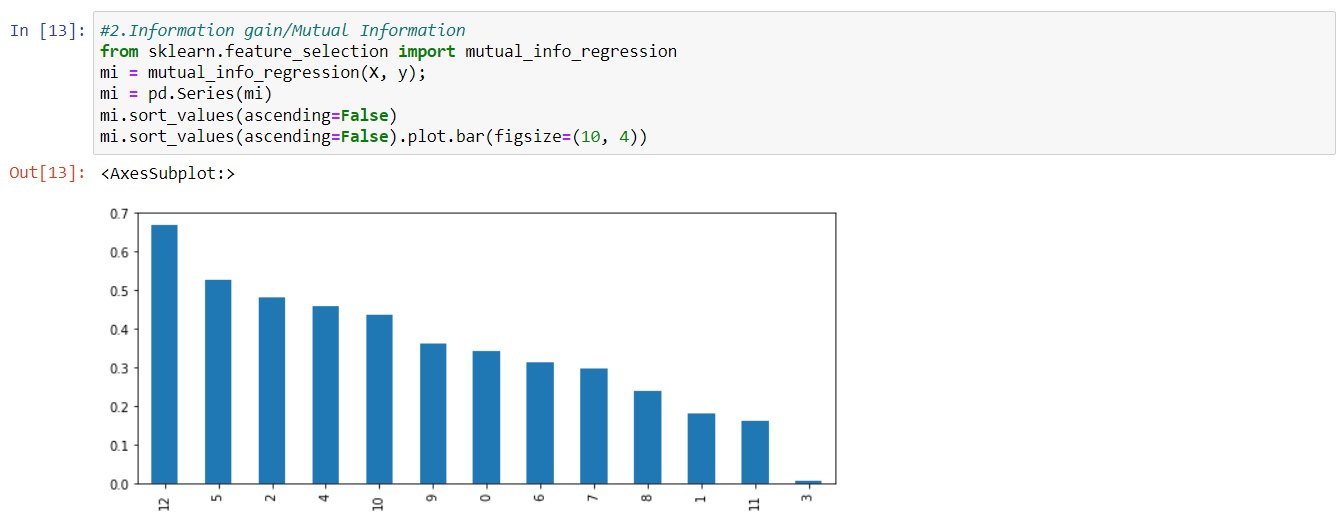 In [13]: #2.Information gain/Mutual Information
from sklearn.feature_selection import mutual_info_regression
mi = mutual_info_regression(X, y);
mi = pd.Series(mi)
mi.sort_values(ascending=False)
mi.sort_values(ascending=False).plot.bar(figsize=(10, 4))
Out[13]: <AxesSubplot:>
0.7
0.6
0.5
0.4
0.3
0.2
0.1
0.0
12 5 2 4 10 9 0 6 7 8 1 11 3